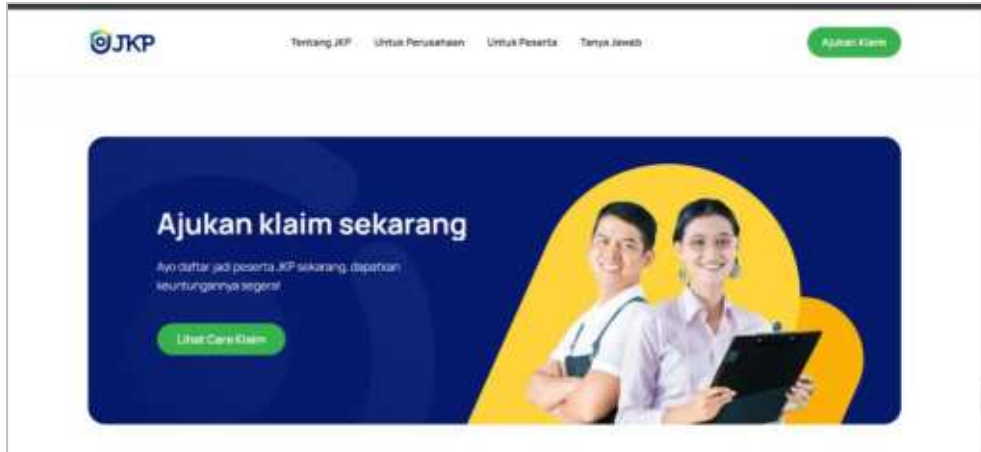 JKP
Tentang JKP Untuk Perusahaan Untuk Peserta Tanya Jawab
Ajukan Klaim
Ajukan klaim sekarang
Ayo daftar jadi peserta JKP sekarang, dapatkan
keuntungannya segera!
Lihat Cara Klaim